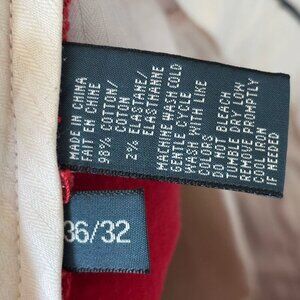 MADE IN CHINA
FAIT EN CHINE
98% COTTON/
COTON
2% ELASTANE/
ELASTHANNE
MACHINE WASH COLD
GENTLE CYCLE
WASH WITH LIKE
COLORS
DO NOT BLEACH
TUMBLE DRY LOW
REMOVE PROMPTLY
COOL IRON
IF NEEDED
36/32